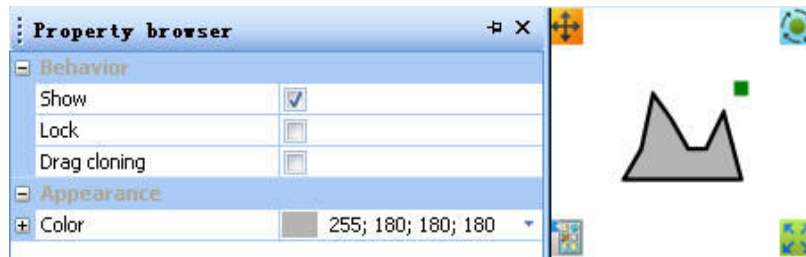 Property browser
Behavior
Show
Lock
Drag cloning
Appearance
Color 255; 180; 180; 180